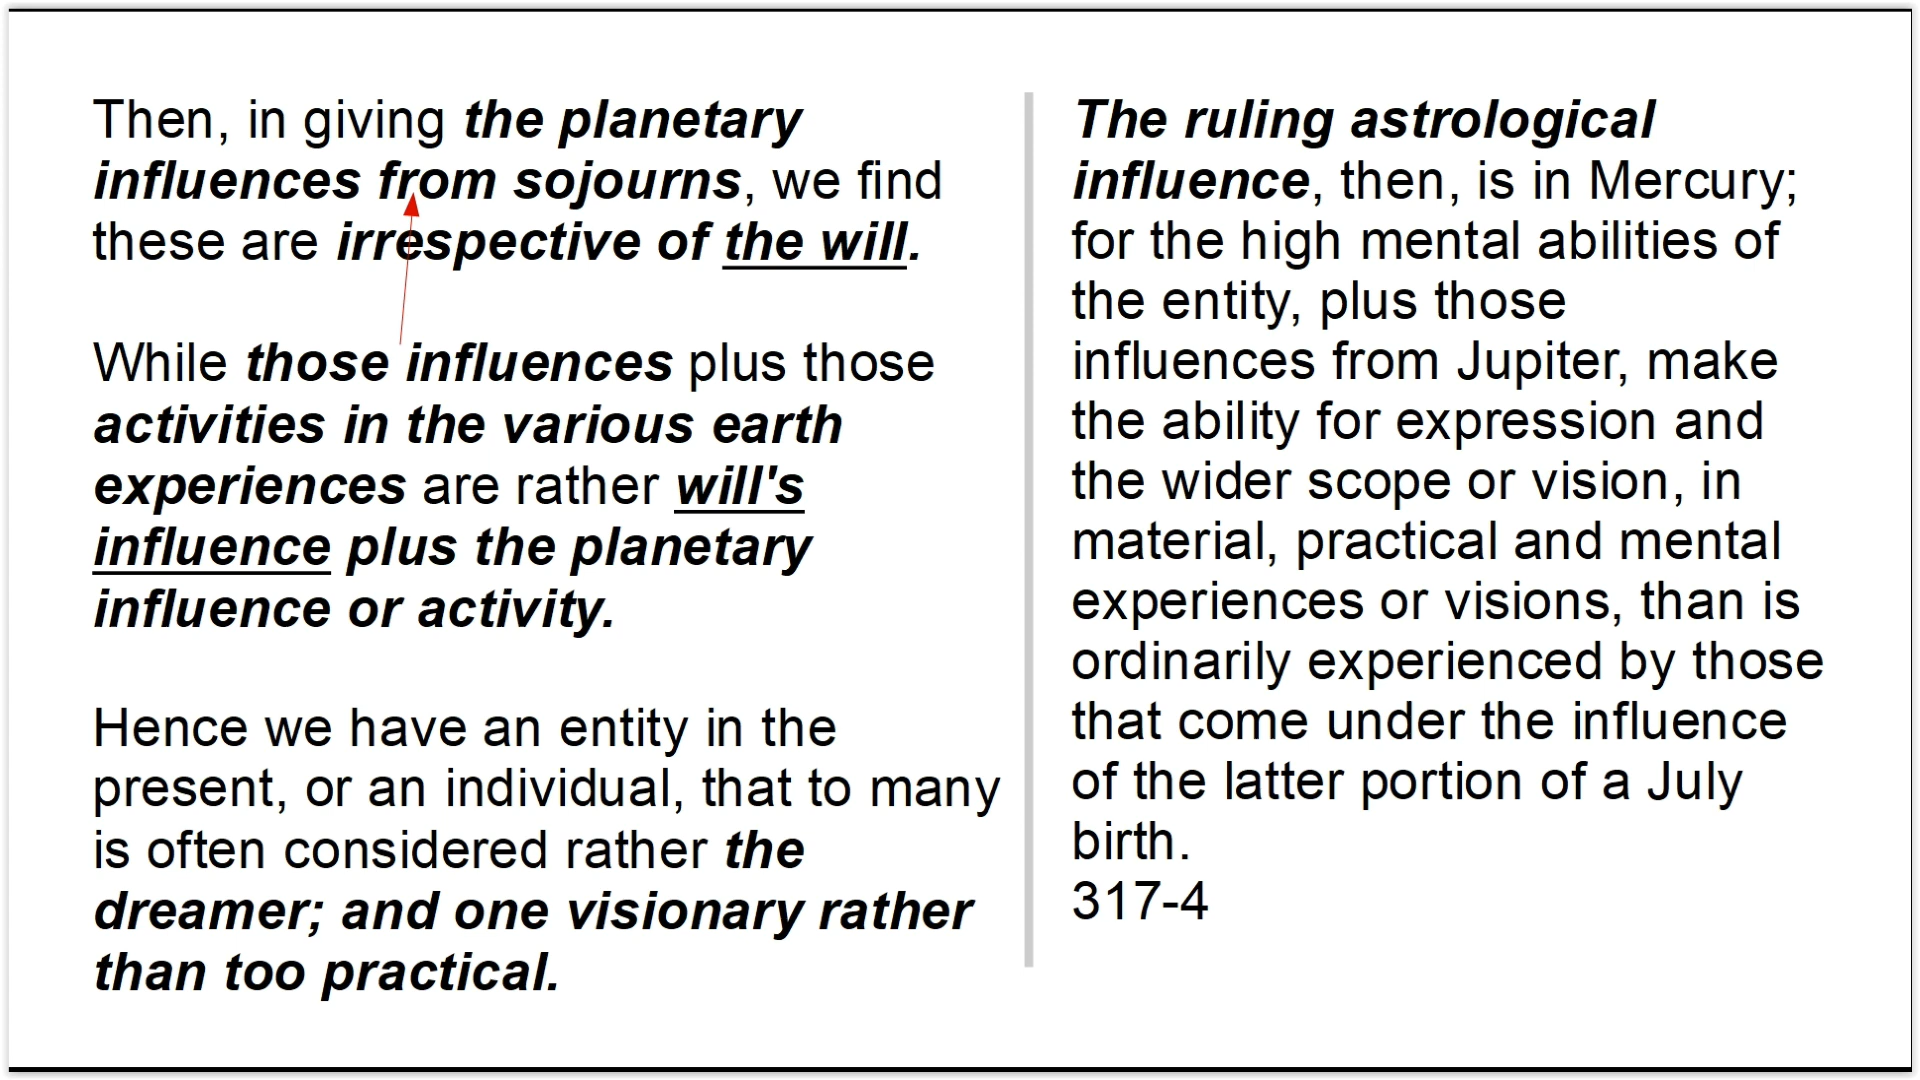 Then, in giving the planetary
influences from sojourns, we find
these are irrespective of the will.
While those influences plus those
activities in the various earth
experiences are rather will's
influence plus the planetary
influence or activity.
Hence we have an entity in the
present, or an individual, that to many
is often considered rather the
dreamer; and one visionary rather
than too practical.
The ruling astrological
influence, then, is in Mercury;
for the high mental abilities of
the entity, plus those
influences from Jupiter, make
the ability for expression and
the wider scope or vision, in
material, practical and mental
experiences or visions, than is
ordinarily experienced by those
that come under the influence
of the latter portion of a July
birth.
317-4